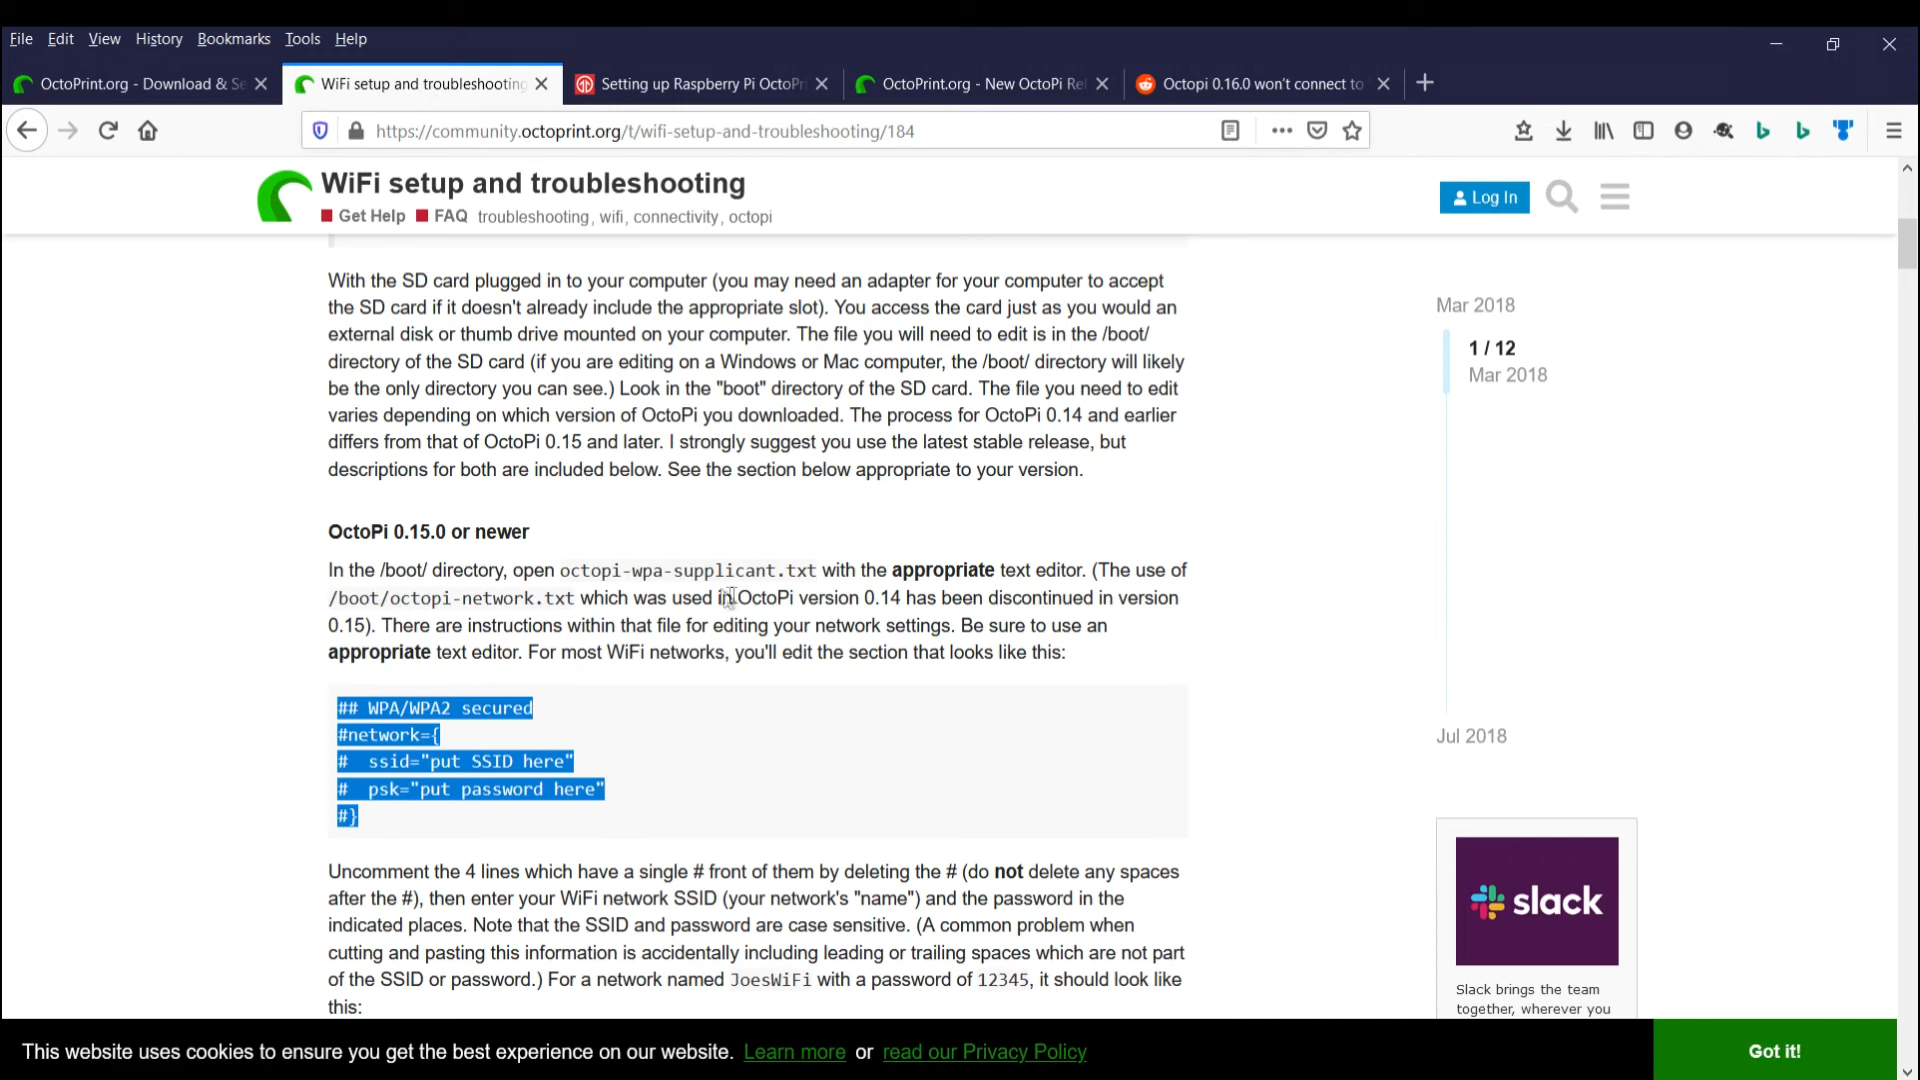 File Edit View History Bookmarks Tools Help
OctoPrint.org - Download & Se
WiFi setup and troubleshooting
Setting up Raspberry Pi OctoPri
OctoPrint.org - New OctoPi Rel
Octopi 0.16.0 won't connect to
https://community.octoprint.org/t/wifi-setup-and-troubleshooting/184
WiFi setup and troubleshooting
Get Help FAQ troubleshooting, wifi, connectivity, octopi
Log In
With the SD card plugged in to your computer (you may need an adapter for your computer to accept
the SD card if it doesn't already include the appropriate slot). You access the card just as you would an
external disk or thumb drive mounted on your computer. The file you will need to edit is in the /boot/
directory of the SD card (if you are editing on a Windows or Mac computer, the /boot/ directory will likely
be the only directory you can see.) Look in the "boot" directory of the SD card. The file you need to edit
varies depending on which version of OctoPi you downloaded. The process for OctoPi 0.14 and earlier
differs from that of OctoPi 0.15 and later. I strongly suggest you use the latest stable release, but
descriptions for both are included below. See the section below appropriate to your version.
OctoPi 0.15.0 or newer
In the /boot/ directory, open octopi-wpa-supplicant.txt with the appropriate text editor. (The use of
/boot/octopi-network.txt which was used in OctoPi version 0.14 has been discontinued in version
0.15). There are instructions within that file for editing your network settings. Be sure to use an
appropriate text editor. For most WiFi networks, you'll edit the section that looks like this:
## WPA/WPA2 secured
#network={
#  ssid="put SSID here"
#  psk="put password here"
#}
Uncomment the 4 lines which have a single # front of them by deleting the # (do not delete any spaces
after the #), then enter your WiFi network SSID (your network's "name") and the password in the
indicated places. Note that the SSID and password are case sensitive. (A common problem when
cutting and pasting this information is accidentally including leading or trailing spaces which are not part
of the SSID or password.) For a network named JoesWiFi with a password of 12345, it should look like
this:
Mar 2018
1 / 12
Mar 2018
Jul 2018
slack
Slack brings the team
together, wherever you
This website uses cookies to ensure you get the best experience on our website. Learn more or read our Privacy Policy
Got it!